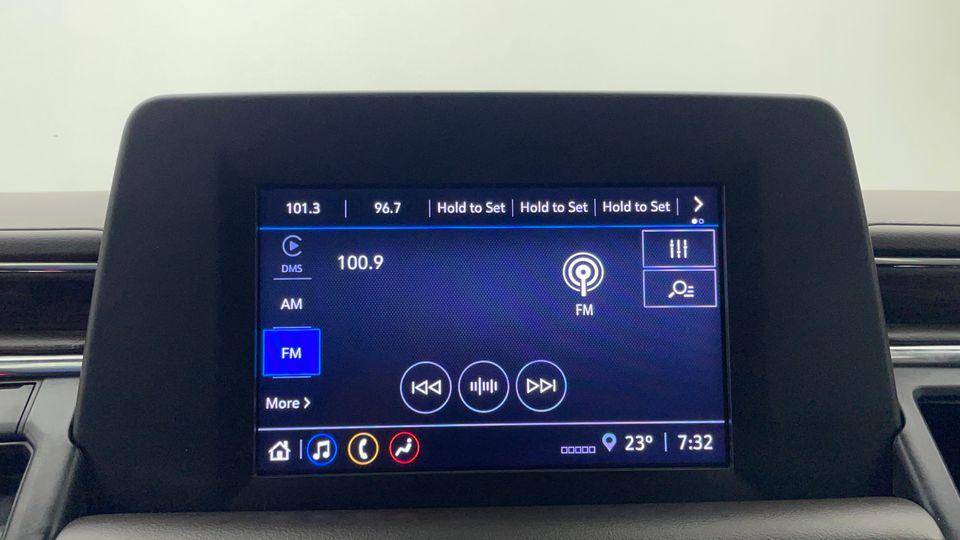 101.3 | 96.7 | Hold to Set | Hold to Set | Hold to Set |
DMS
100.9
AM
FM
FM
More
23° | 7:32